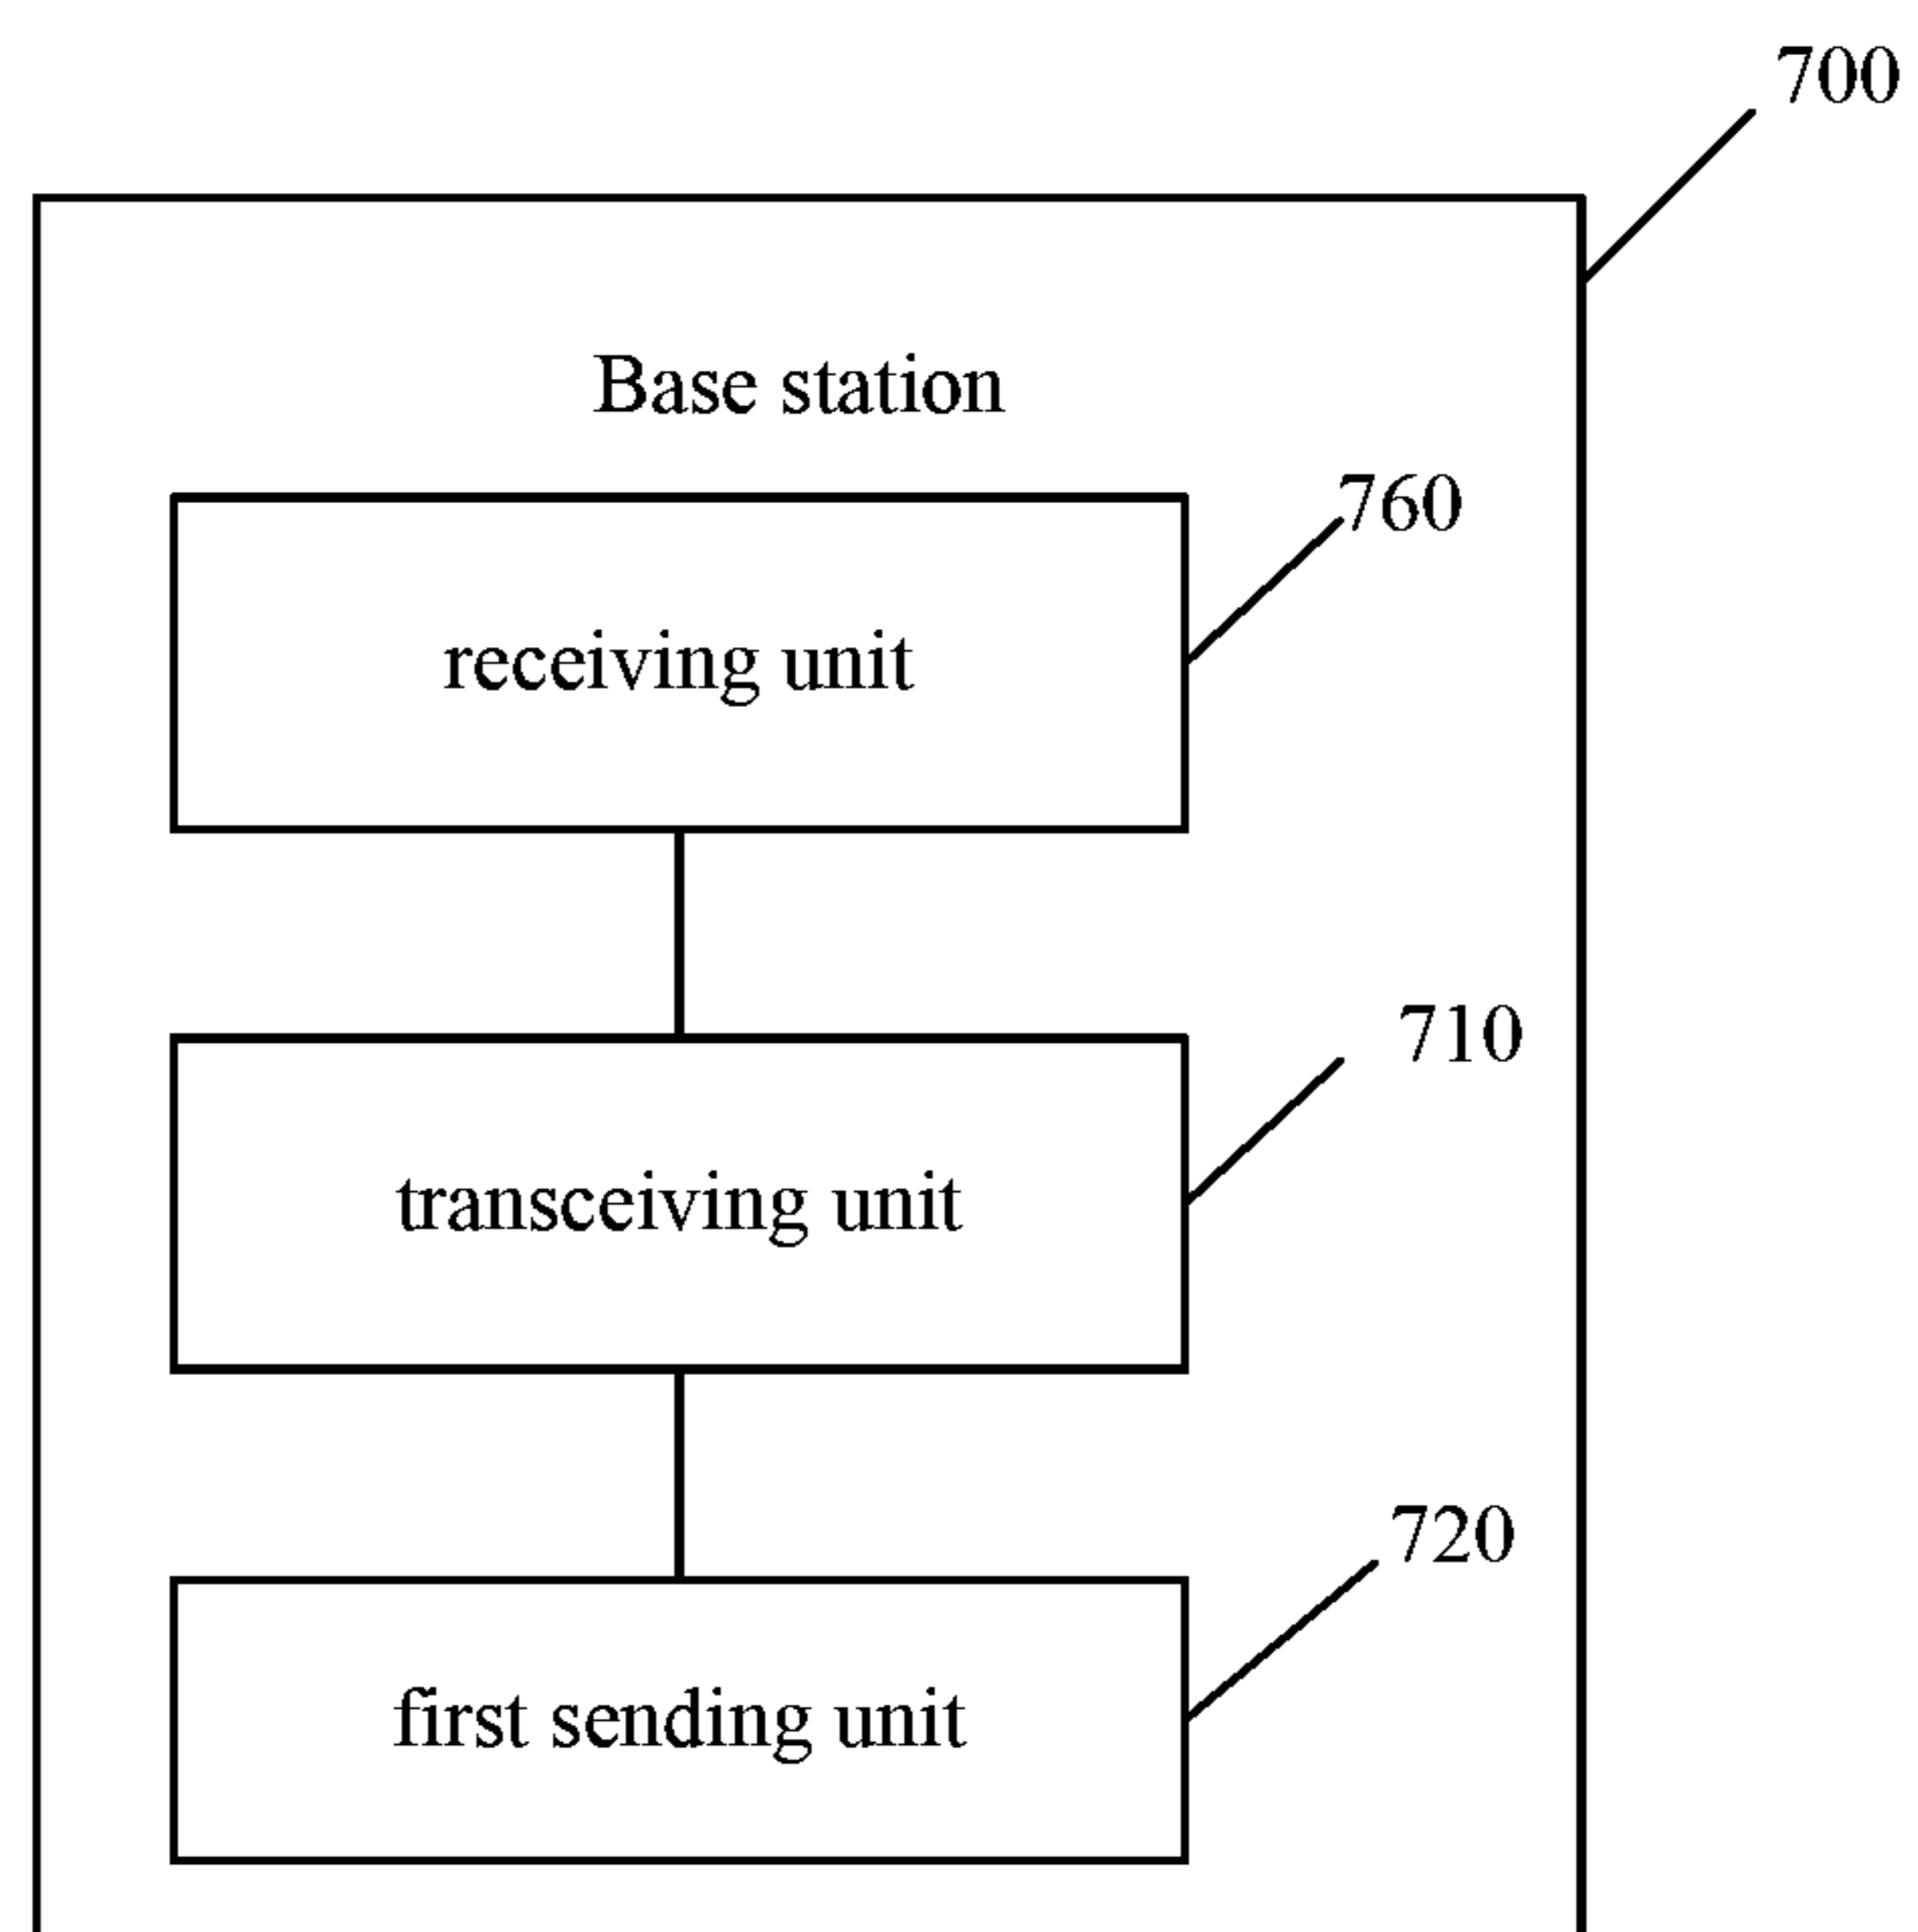 700
Base station
760
receiving unit
710
transceiving unit
720
first sending unit